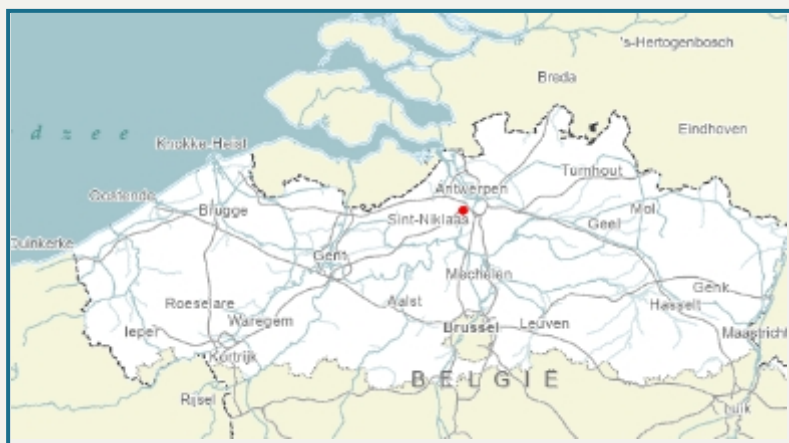 's-Hertogenbosch
Breda
dzee
Eindhoven
Knokke-Heist
Turnhout
Antwerpen
Oostende
Mol
Brugge
Sint-Niklaas
Geel
Duinkerke
Gent
Mechelen
Genk
Roeselare
Aalst
Hasselt
Waregem
Brussel
Leuven
Ieper
Maastricht
Kortrijk
BELGIË
Rijsel
Luik